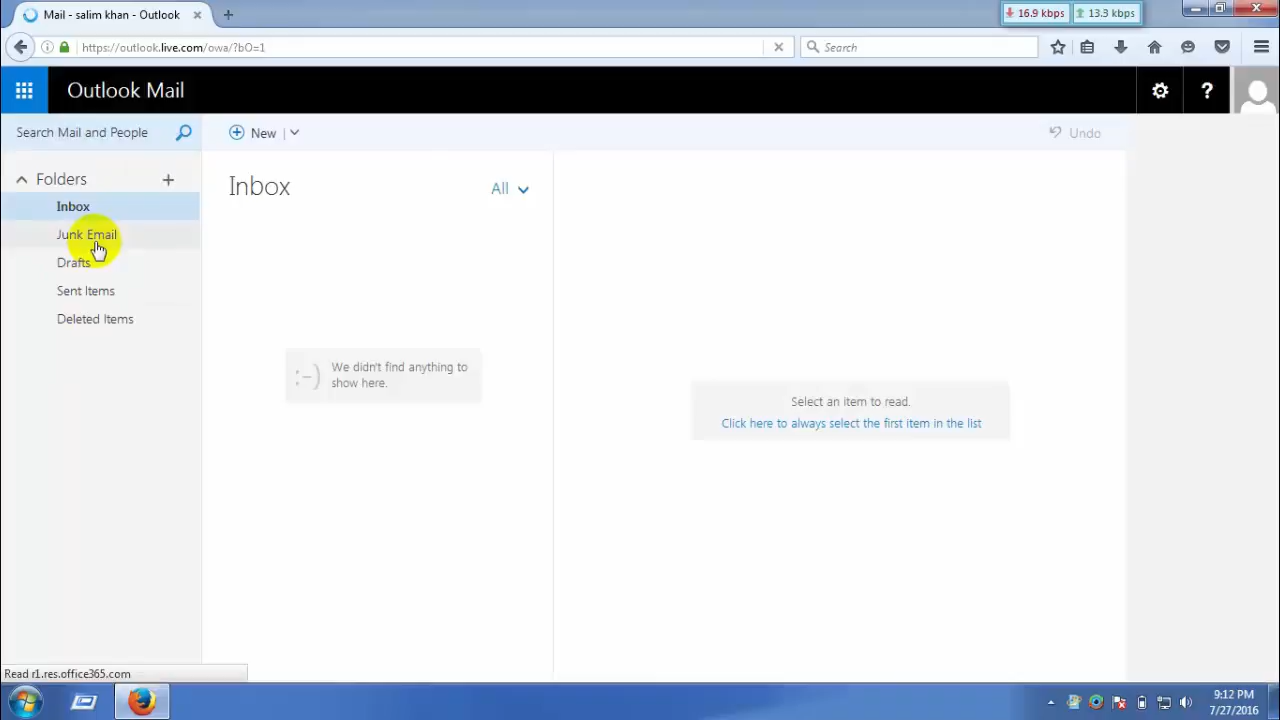 Mail - salim khan - Outlook
16.9 kbps
13.3 kbps
https://outlook.live.com/owa/?bO=1
Search
Outlook Mail
?
Search Mail and People
New
Undo
Folders
Inbox
All
Inbox
Junk Email
Drafts
Sent Items
Deleted Items
:-)
We didn't find anything to
show here.
Select an item to read.
Click here to always select the first item in the list
Read r1.res.office365.com
9:12 PM
7/27/2016